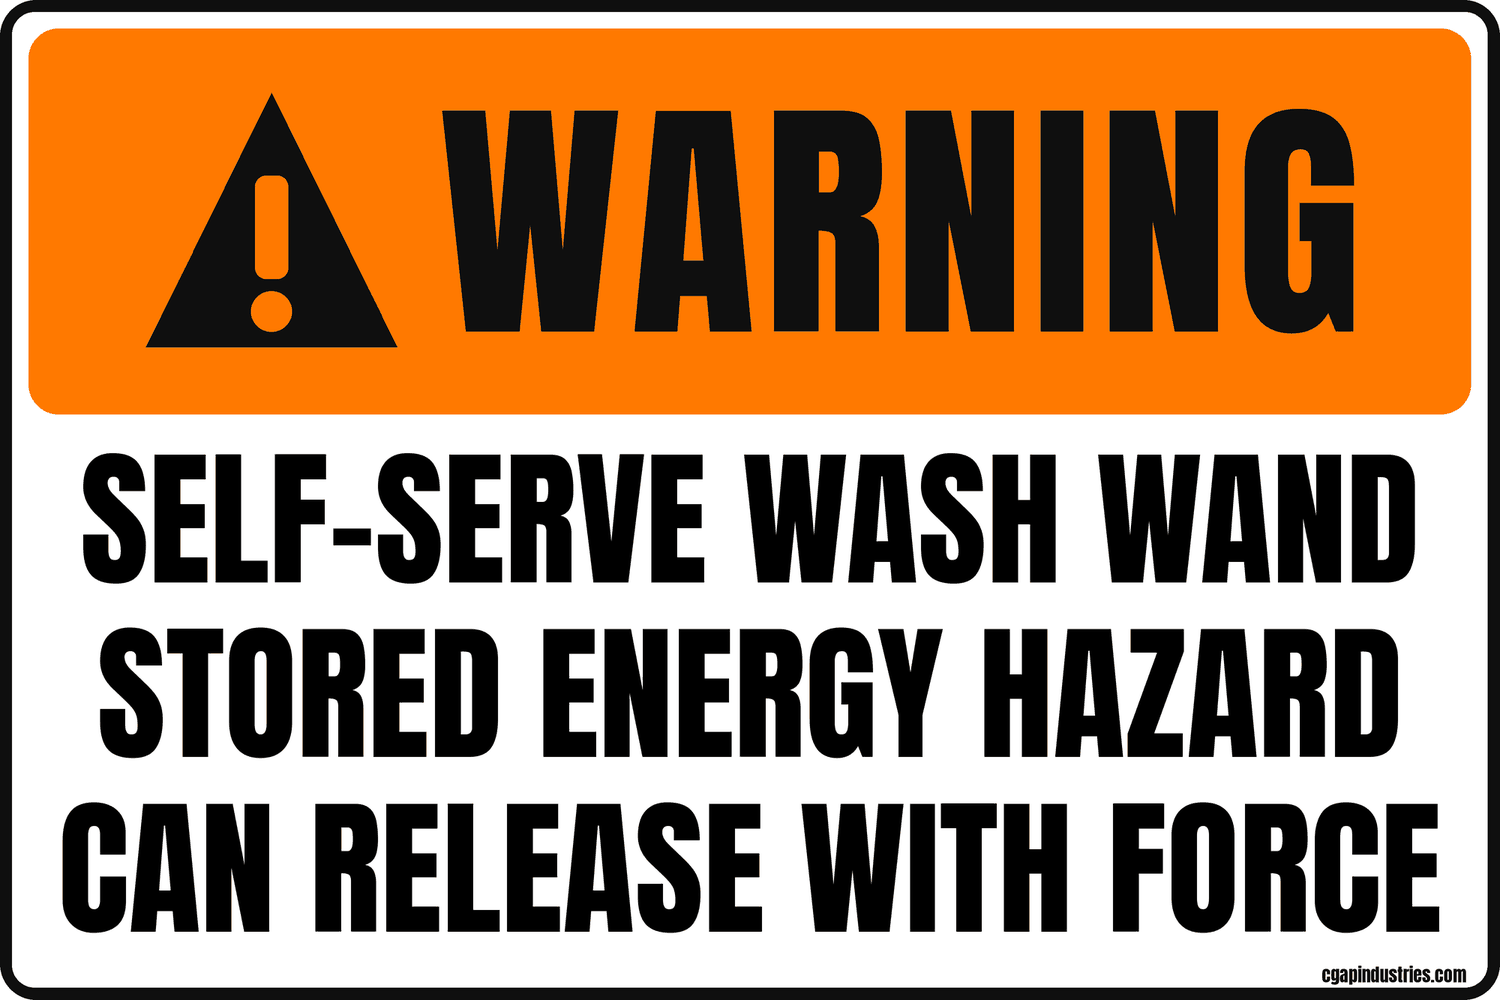 WARNING
SELF-SERVE WASH WAND
STORED ENERGY HAZARD
CAN RELEASE WITH FORCE
cgapindustries.com